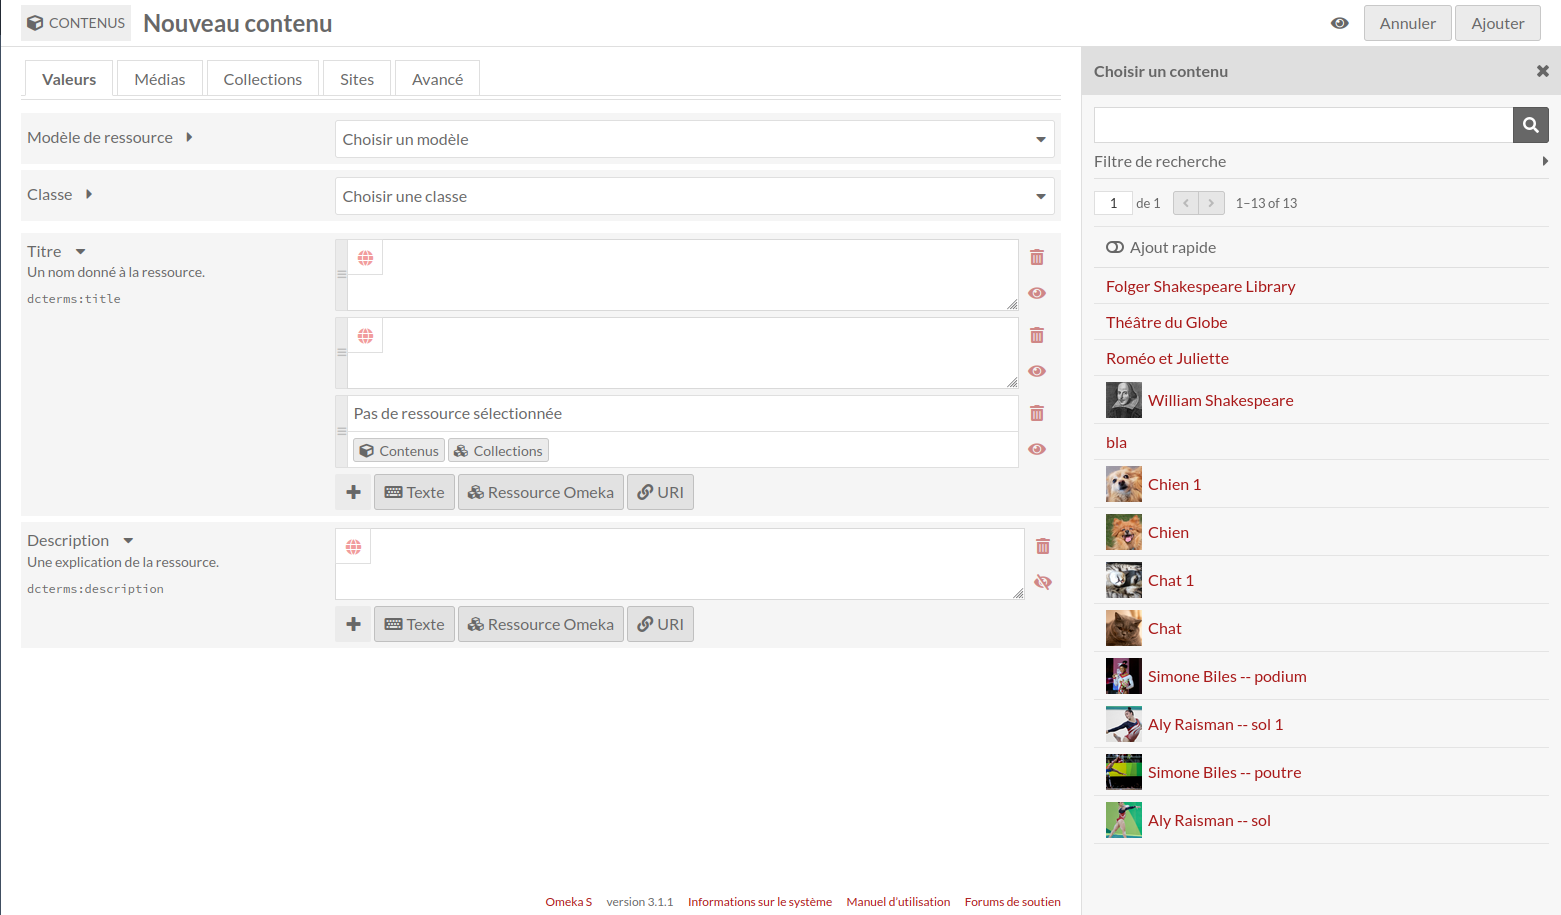 CONTENUS Nouveau contenu
Annuler Ajouter
Valeurs Médias Collections Sites Avancé
Modèle de ressource Choisir un modèle
Classe Choisir une classe
Titre
Un nom donné à la ressource.
dcterms:title
Pas de ressource sélectionnée
Contenus Collections
Texte Ressource Omeka URI
Description
Une explication de la ressource.
dcterms:description
Texte Ressource Omeka URI
Choisir un contenu
Filtre de recherche
1 de 1 1–13 of 13
Ajout rapide
Folger Shakespeare Library
Théâtre du Globe
Roméo et Juliette
William Shakespeare
bla
Chien 1
Chien
Chat 1
Chat
Simone Biles -- podium
Aly Raisman -- sol 1
Simone Biles -- poutre
Aly Raisman -- sol
Omeka S version 3.1.1 Informations sur le système Manuel d'utilisation Forums de soutien